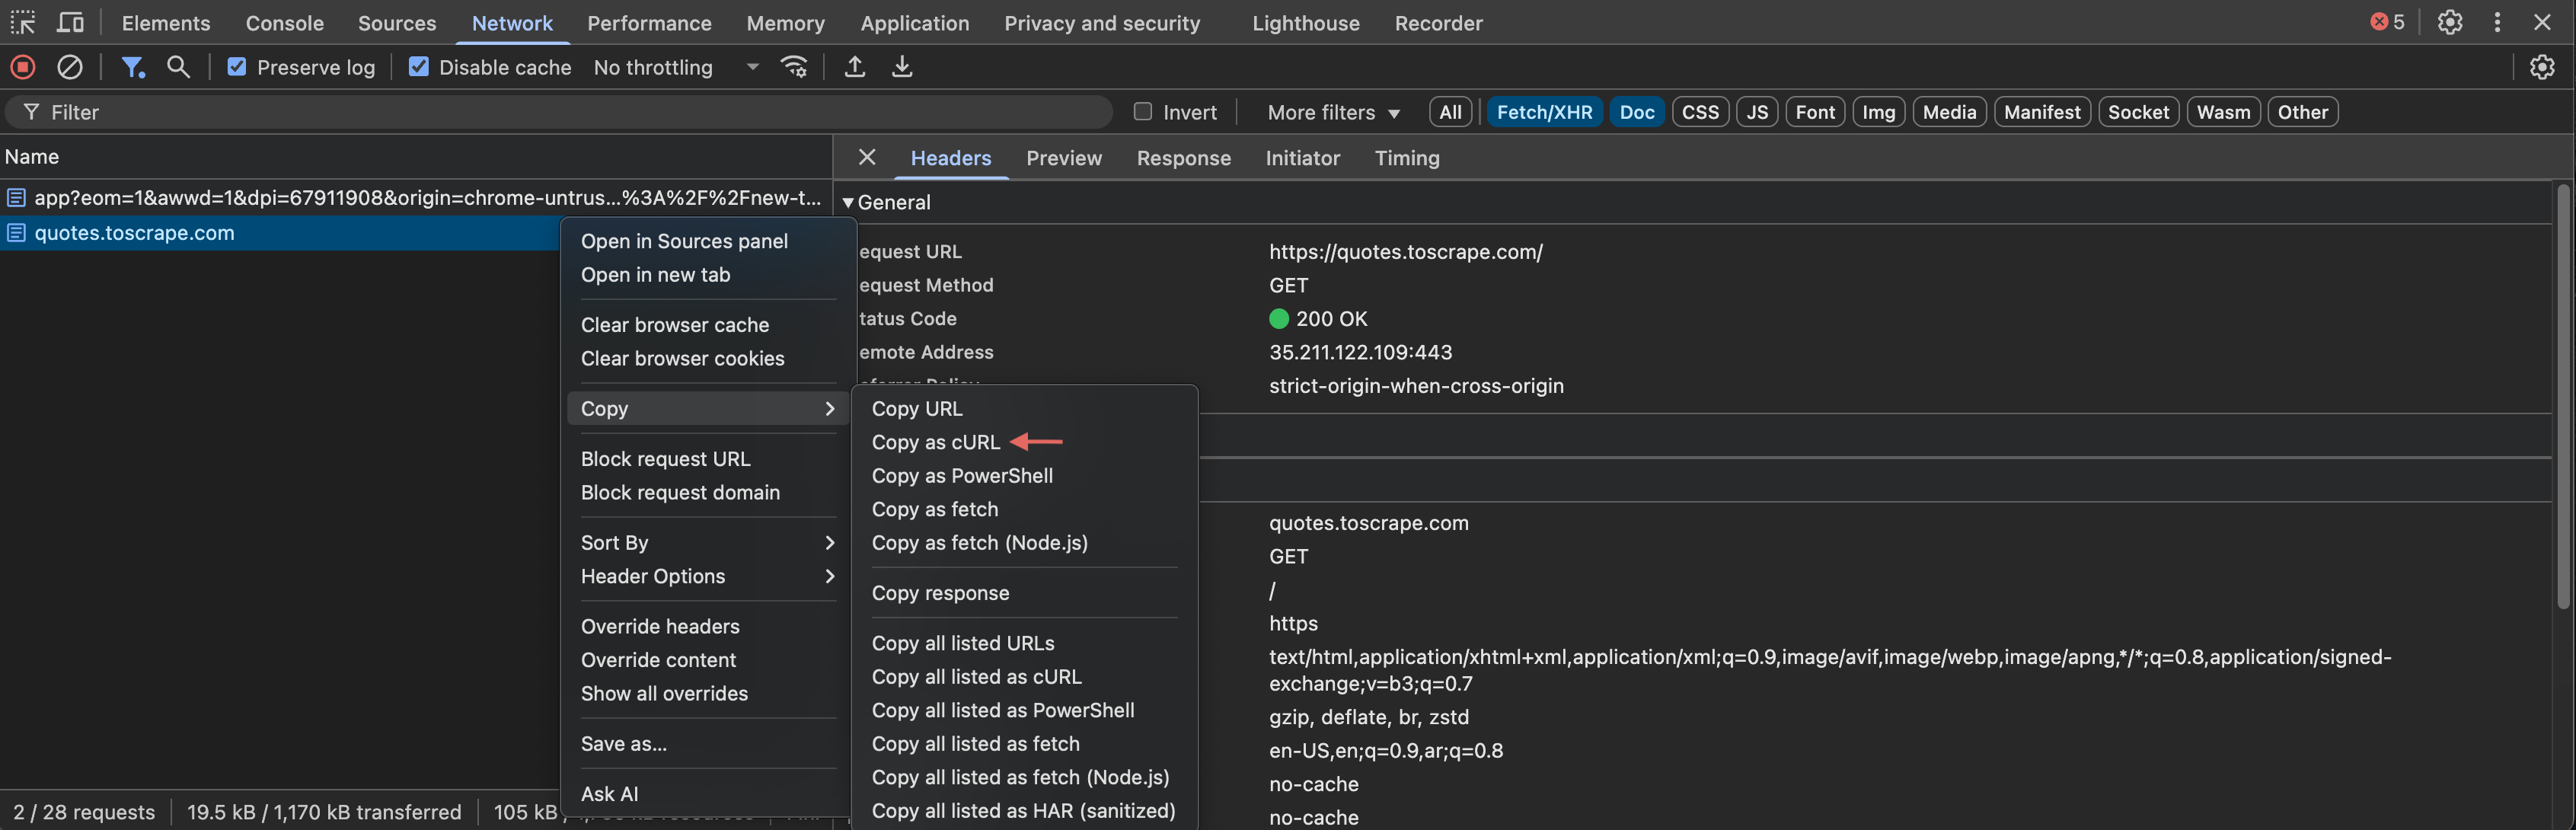 Elements Console Sources Network Performance Memory Application Privacy and security Lighthouse Recorder 5
Preserve log Disable cache No throttling
Filter Invert More filters All Fetch/XHR Doc CSS JS Font Img Media Manifest Socket Wasm Other
Name
app?eom=1&awwd=1&dpi=67911908&origin=chrome-untrus...%3A%2F%2Fnew-t...
quotes.toscrape.com
2 / 28 requests 19.5 kB / 1,170 kB transferred 105 kB
Open in Sources panel
Open in new tab
Clear browser cache
Clear browser cookies
Copy
Block request URL
Block request domain
Sort By
Header Options
Override headers
Override content
Show all overrides
Save as...
Ask AI
Copy URL
Copy as cURL
Copy as PowerShell
Copy as fetch
Copy as fetch (Node.js)
Copy response
Copy all listed URLs
Copy all listed as cURL
Copy all listed as PowerShell
Copy all listed as fetch
Copy all listed as fetch (Node.js)
Copy all listed as HAR (sanitized)
Headers Preview Response Initiator Timing
General
equest URL https://quotes.toscrape.com/
equest Method GET
tatus Code 200 OK
emote Address 35.211.122.109:443
strict-origin-when-cross-origin
quotes.toscrape.com
GET
/
https
text/html,application/xhtml+xml,application/xml;q=0.9,image/avif,image/webp,image/apng,*/*;q=0.8,application/signed-
exchange;v=b3;q=0.7
gzip, deflate, br, zstd
en-US,en;q=0.9,ar;q=0.8
no-cache
no-cache